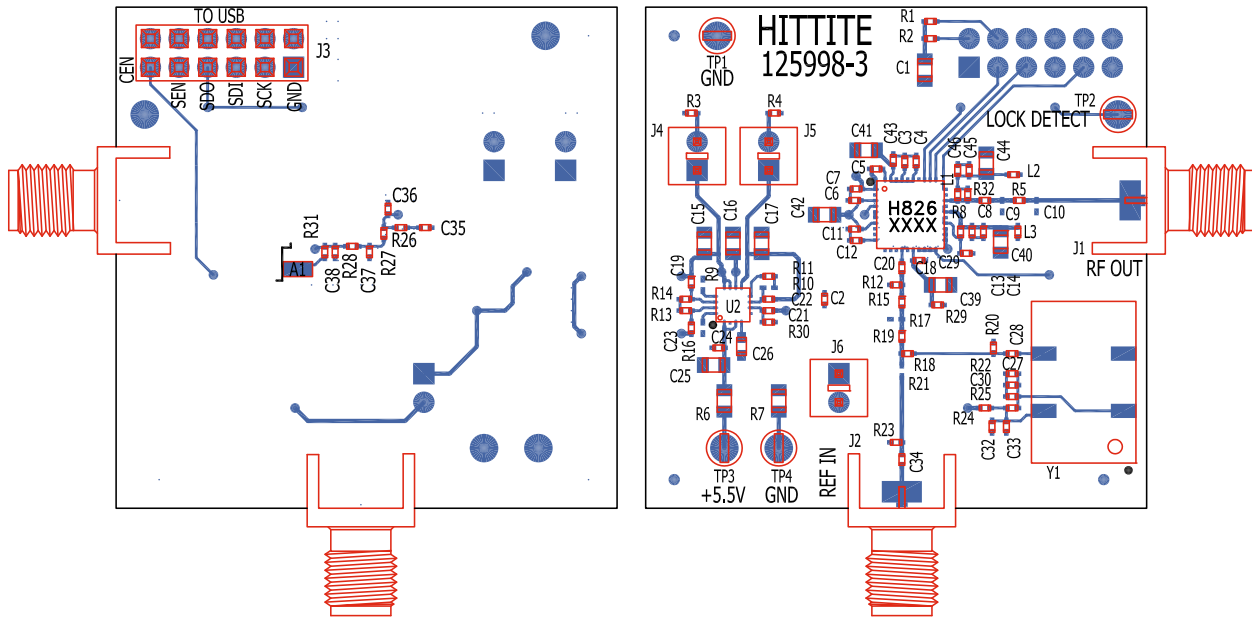 TO USB
J3
CEN
SEN
SDO
SDI
SCK
GND
C36
R31
R26
C35
A1
C38
R28
C37
R27
TP1
GND
HITTITE
125998-3
R1
R2
C1
TP2
LOCK DETECT
R3
R4
J4
J5
C41
C43
C3
C4
C5
C7
C6
C42
C11
C12
H826
XXXX
L1
C46
C45
C44
L2
R32
R5
R8
C8
C9
C10
L3
C40
J1
RF OUT
C15
C16
C17
C19
R9
R11
R10
C22
C21
R30
R14
R13
U2
C23
R16
C24
C25
C26
C2
C20
C18
C29
C13
C14
R12
R15
C39
R29
R17
R19
R18
R21
R20
C28
C27
R22
C30
R25
R24
C32
C33
Y1
J6
R6
R7
TP3
+5.5V
TP4
GND
REF IN
J2
R23
C34